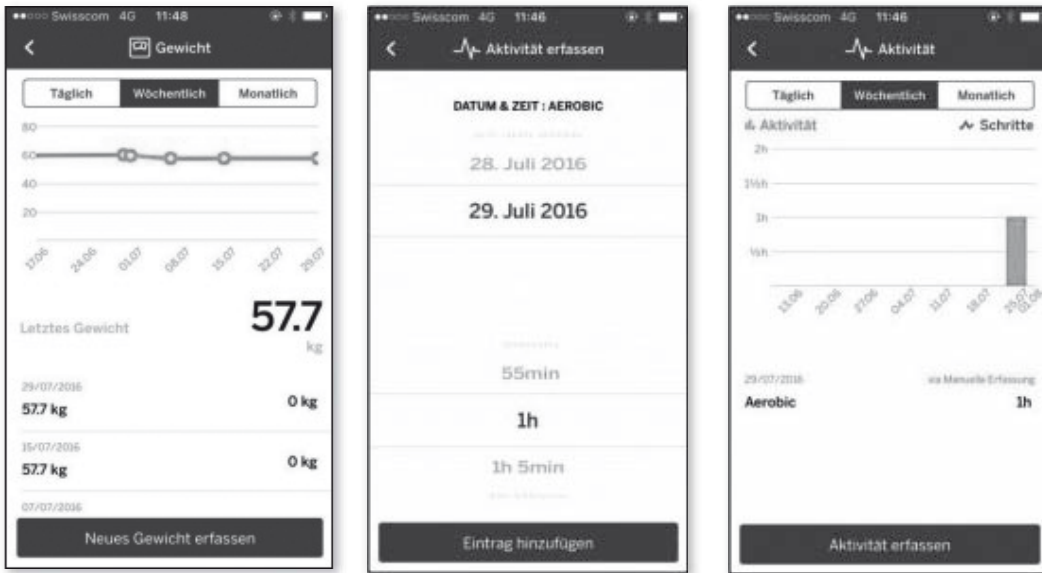 Swisscom 4G 11:48
Gewicht
Täglich Wöchentlich Monatlich
80
60
40
20
17.06 24.06 01.07 08.07 15.07 22.07 29.07
Letztes Gewicht 57.7
kg
29/07/2016
57.7 kg 0 kg
15/07/2016
57.7 kg 0 kg
07/07/2016
Neues Gewicht erfassen
Swisscom 4G 11:46
Aktivität erfassen
DATUM & ZEIT : AEROBIC
28. Juli 2016
29. Juli 2016
55min
1h
1h 5min
Eintrag hinzufügen
Swisscom 4G 11:46
Aktivität
Täglich Wöchentlich Monatlich
Aktivität Schritte
2h
1½h
1h
½h
13.06 20.06 27.06 04.07 11.07 18.07 25.07 01.08
29/07/2016 via Manuelle Erfassung
Aerobic 1h
Aktivität erfassen